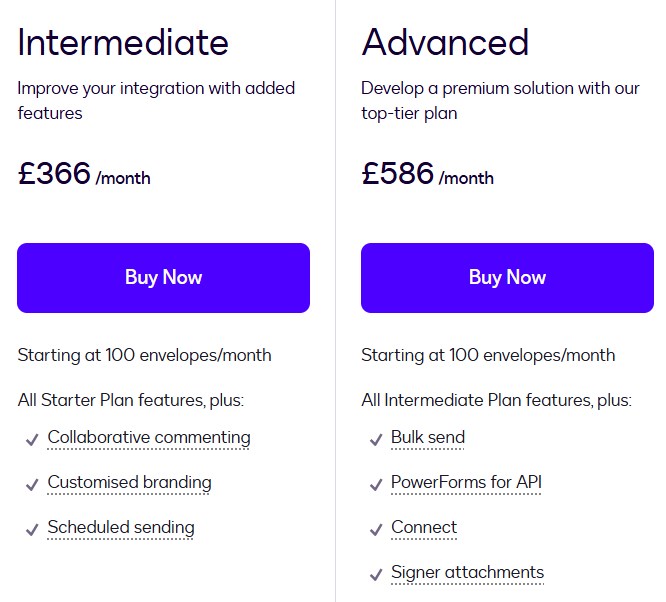 Intermediate
Improve your integration with added
features
£366 /month
Buy Now
Starting at 100 envelopes/month
All Starter Plan features, plus:
Collaborative commenting
Customised branding
Scheduled sending
Advanced
Develop a premium solution with our
top-tier plan
£586 /month
Buy Now
Starting at 100 envelopes/month
All Intermediate Plan features, plus:
Bulk send
PowerForms for API
Connect
Signer attachments